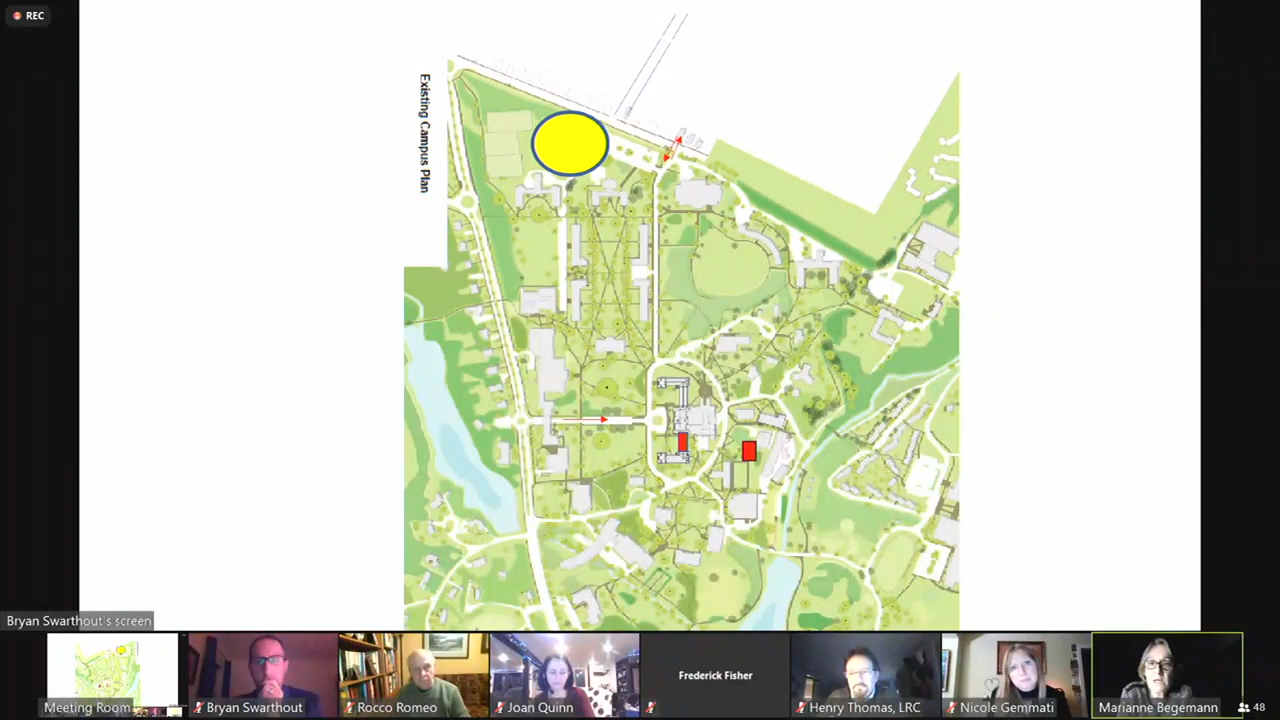 REC
Existing Campus Plan
Bryan Swarthout's screen
Meeting Room
Bryan Swarthout
Rocco Romeo
Joan Quinn
Frederick Fisher
Henry Thomas, LRC
Nicole Gemmati
Marianne Begemann
48